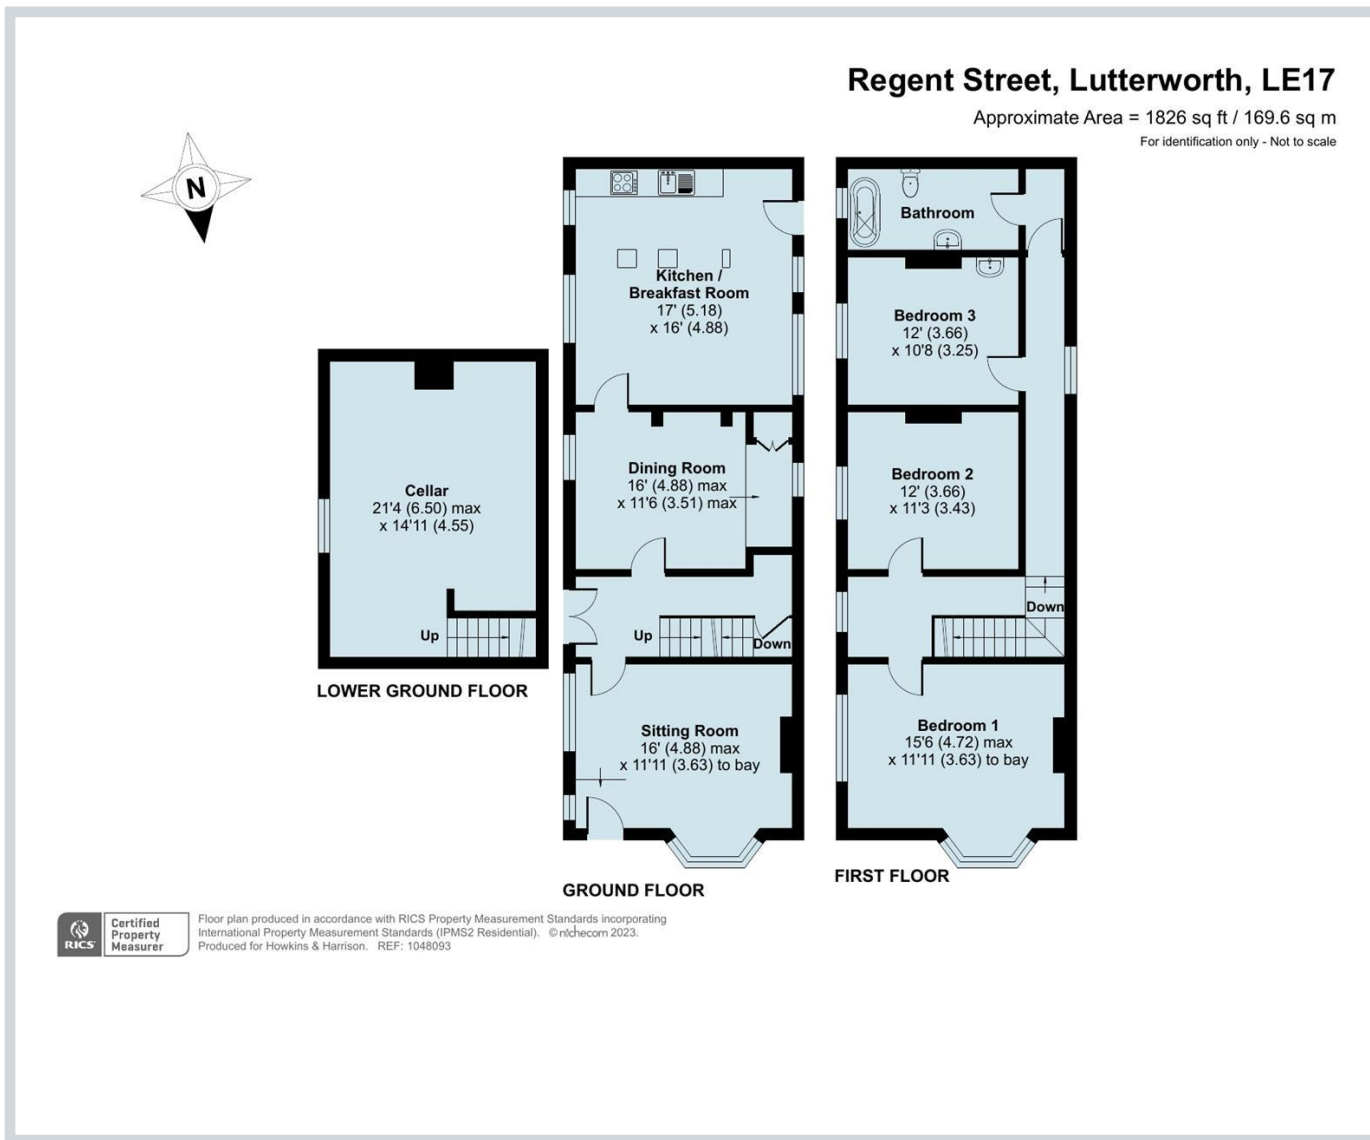 Regent Street, Lutterworth, LE17
Approximate Area = 1826 sq ft / 169.6 sq m
For identification only - Not to scale
N
Kitchen /
Breakfast Room
17' (5.18)
x 16' (4.88)
Dining Room
16' (4.88) max
x 11'6 (3.51) max
Up
Down
Sitting Room
16' (4.88) max
x 11'11 (3.63) to bay
GROUND FLOOR
Cellar
21'4 (6.50) max
x 14'11 (4.55)
Up
LOWER GROUND FLOOR
Bathroom
Bedroom 3
12' (3.66)
x 10'8 (3.25)
Bedroom 2
12' (3.66)
x 11'3 (3.43)
Down
Bedroom 1
15'6 (4.72) max
x 11'11 (3.63) to bay
FIRST FLOOR
RICS
Certified
Property
Measurer
Floor plan produced in accordance with RICS Property Measurement Standards incorporating
International Property Measurement Standards (IPMS2 Residential). © nichecom 2023.
Produced for Howkins & Harrison. REF: 1048093